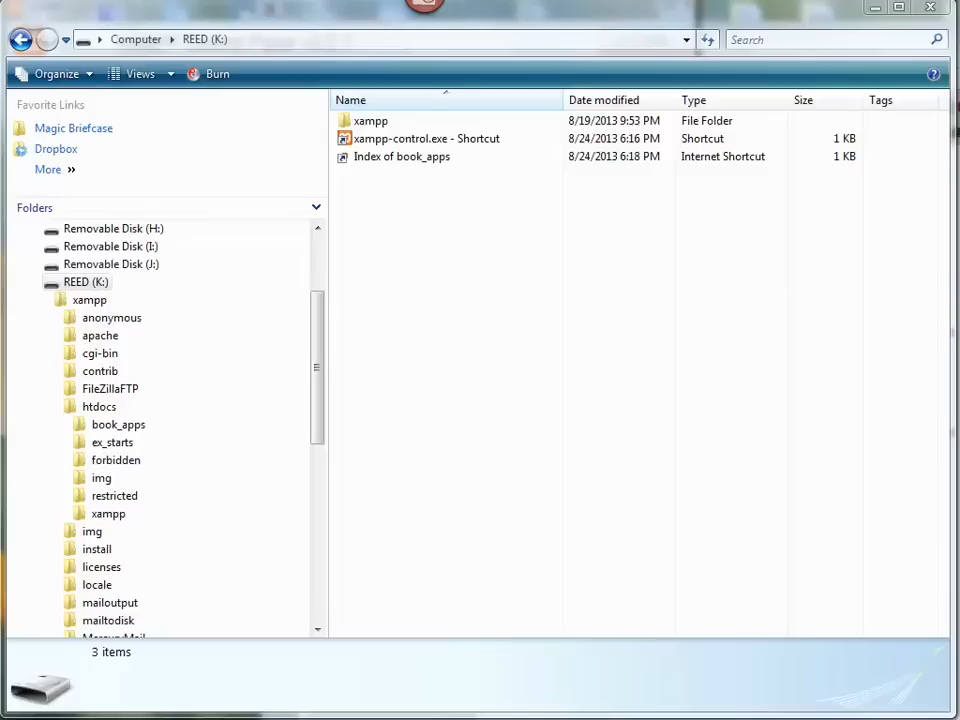 Computer REED (K:) Search
Organize Views Burn
Favorite Links
Magic Briefcase
Dropbox
More »
Folders
Removable Disk (H:)
Removable Disk (I:)
Removable Disk (J:)
REED (K:)
xampp
anonymous
apache
cgi-bin
contrib
FileZillaFTP
htdocs
book_apps
ex_starts
forbidden
img
restricted
xampp
img
install
licenses
locale
mailoutput
mailtodisk
MercuryMail
Name Date modified Type Size Tags
xampp 8/19/2013 9:53 PM File Folder
xampp-control.exe - Shortcut 8/24/2013 6:16 PM Shortcut 1 KB
Index of book_apps 8/24/2013 6:18 PM Internet Shortcut 1 KB
3 items